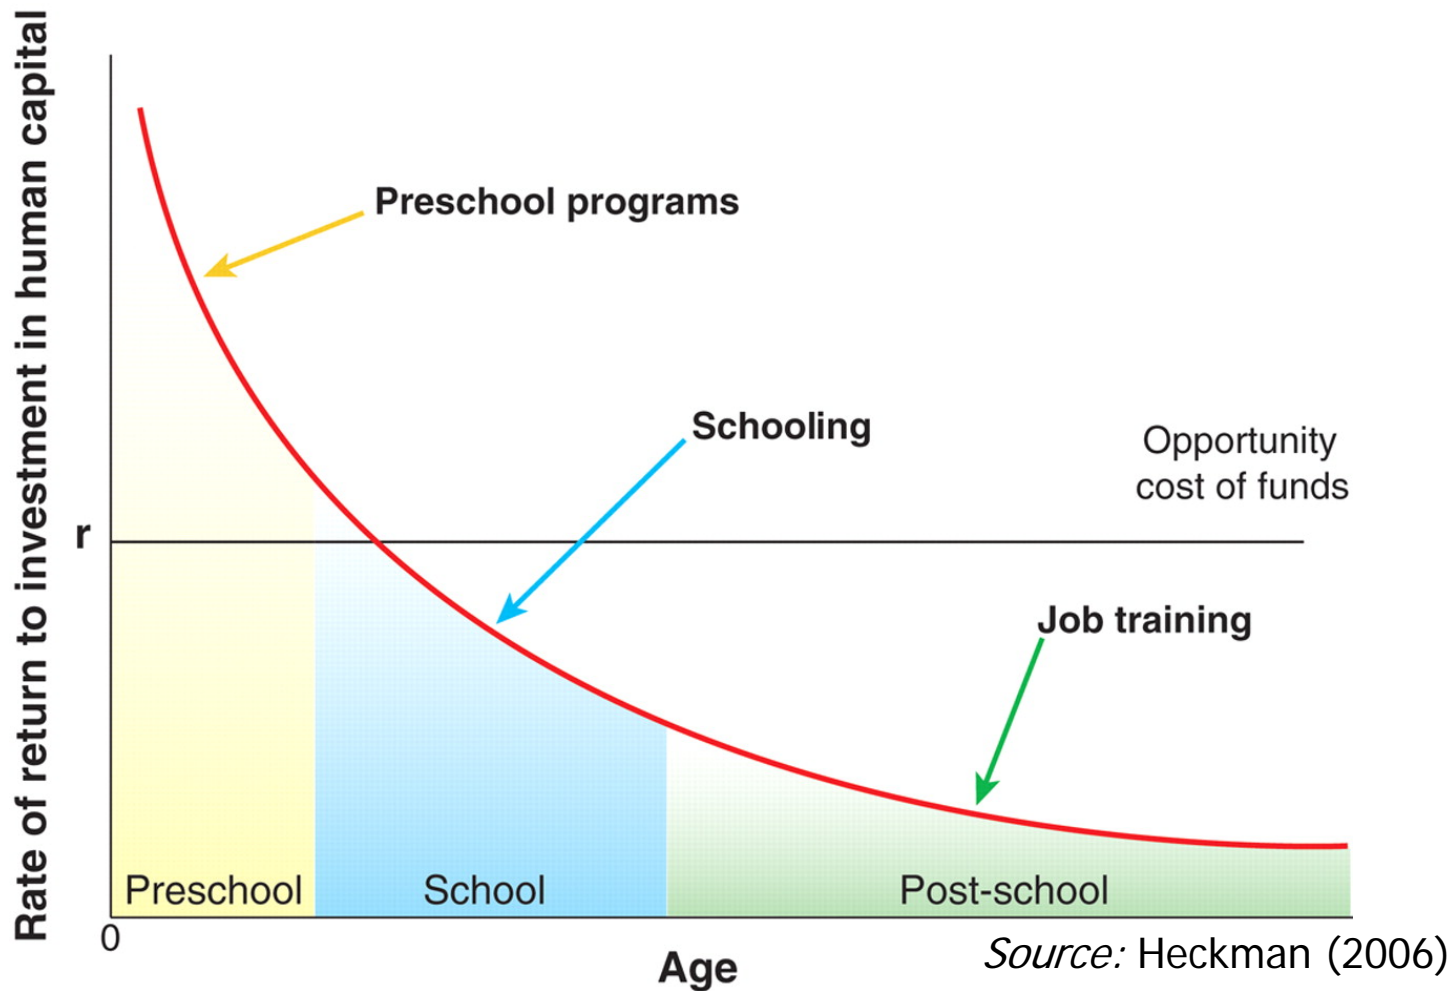 Rate of return to investment in human capital
Preschool programs
Schooling
Opportunity
cost of funds
r
Job training
Preschool
School
Post-school
0
Age
Source: Heckman (2006)